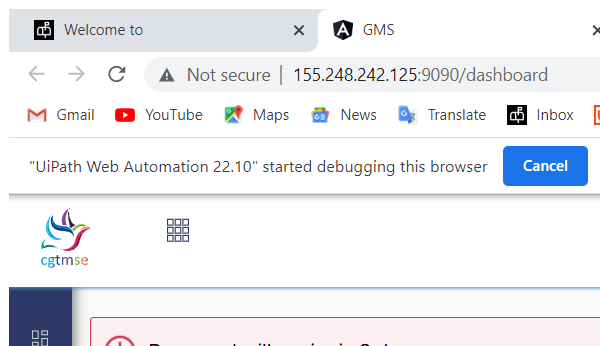 Welcome to
GMS
Not secure | 155.248.242.125:9090/dashboard
Gmail YouTube Maps News Translate Inbox
"UiPath Web Automation 22.10" started debugging this browser Cancel
cgtmse